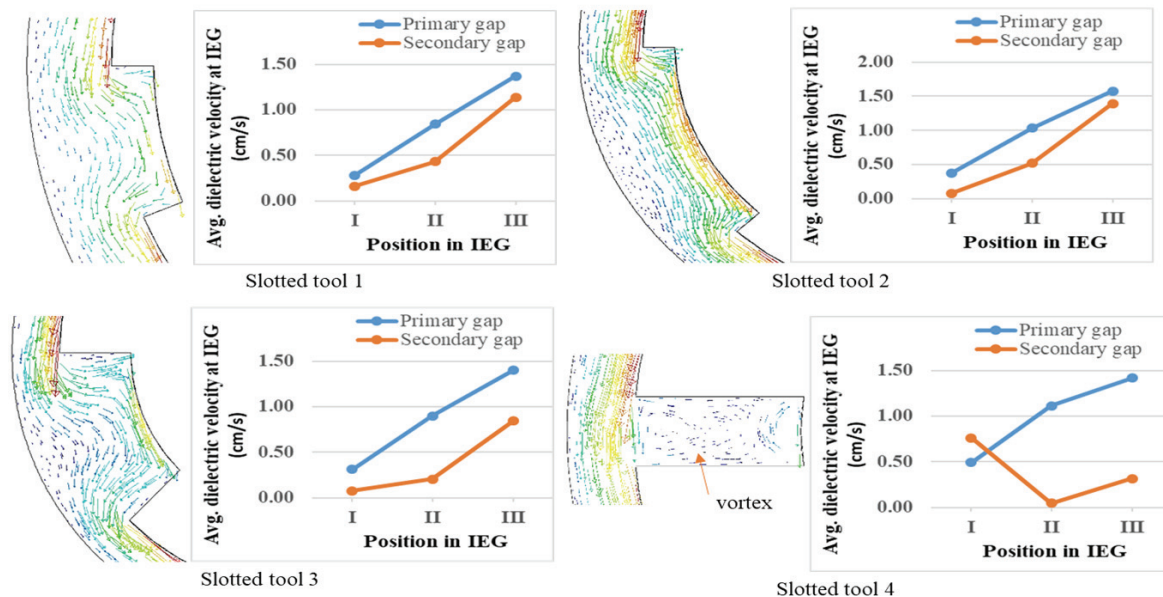 Primary gap
Secondary gap
1.50
1.00
0.50
0.00
Avg. dielectric velocity at IEG
(cm/s)
I II III
Position in IEG
Slotted tool 1
Primary gap
Secondary gap
2.00
1.50
1.00
0.50
0.00
Avg. dielectric velocity at IEG
(cm/s)
I II III
Position in IEG
Slotted tool 2
Primary gap
Secondary gap
1.50
1.00
0.50
0.00
Avg. dielectric velocity at IEG
(cm/s)
I II III
Position in IEG
Slotted tool 3
vortex
Primary gap
Secondary gap
1.50
1.00
0.50
0.00
Avg. dielectric velocity at IEG
(cm/s)
I II III
Position in IEG
Slotted tool 4